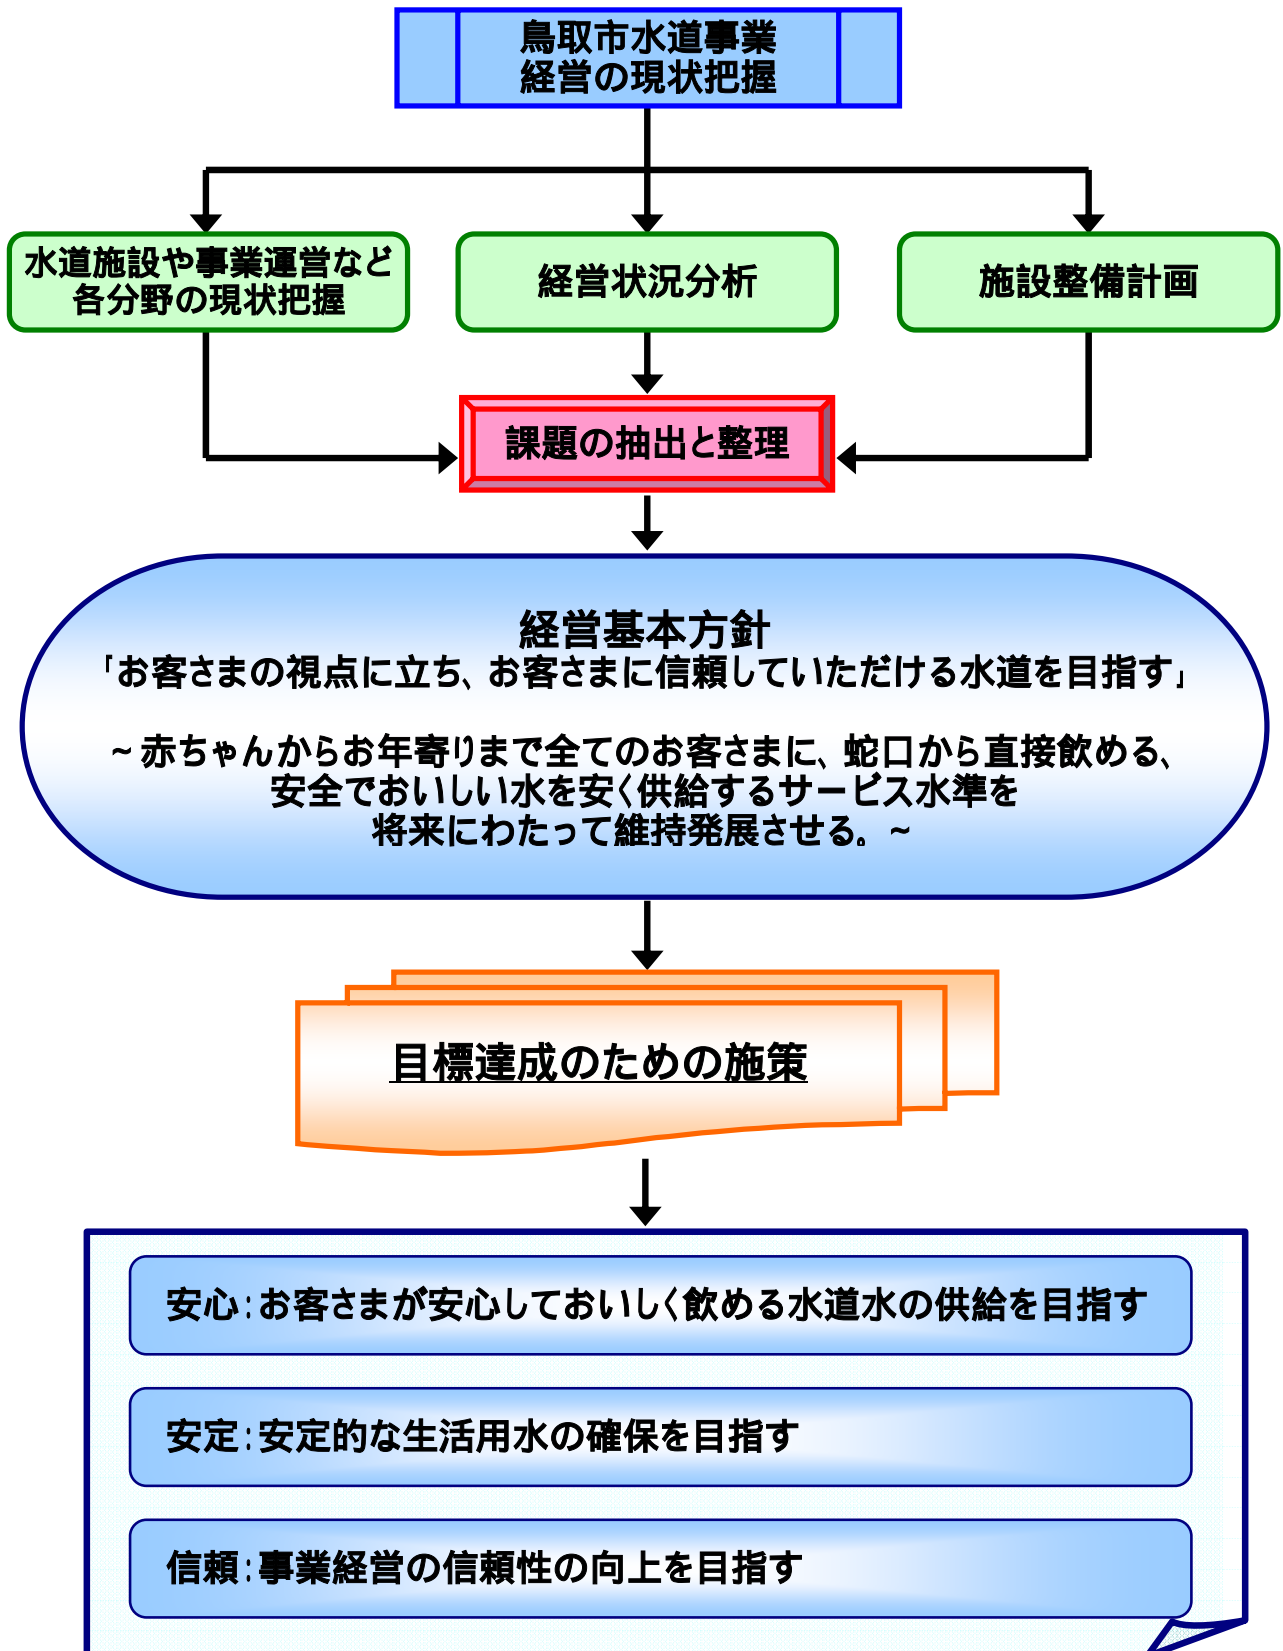 鳥取市水道事業
経営の現状把握
水道施設や事業運営など
各分野の現状把握
経営状況分析
施設整備計画
課題の抽出と整理
経営基本方針
「お客さまの視点に立ち、お客さまに信頼していただける水道を目指す」
~赤ちゃんからお年寄りまで全てのお客さまに、蛇口から直接飲める、
安全でおいしい水を安く供給するサービス水準を
将来にわたって維持発展させる。~
目標達成のための施策
安心:お客さまが安心しておいしく飲める水道水の供給を目指す
安定:安定的な生活用水の確保を目指す
信頼:事業経営の信頼性の向上を目指す